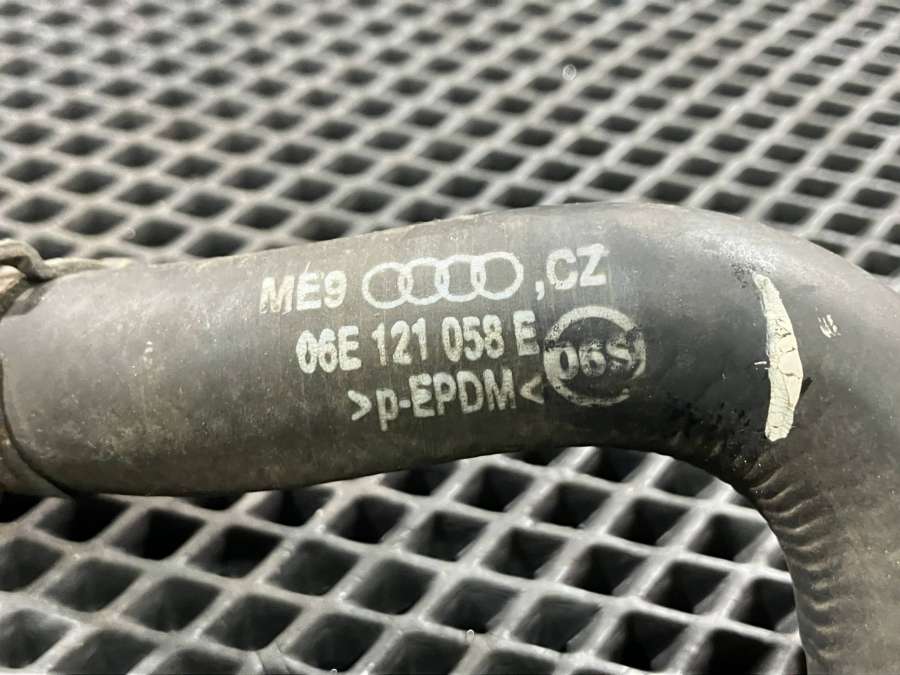 ME9 ,CZ
06E 121 058 E
06S
>p-EPDM<